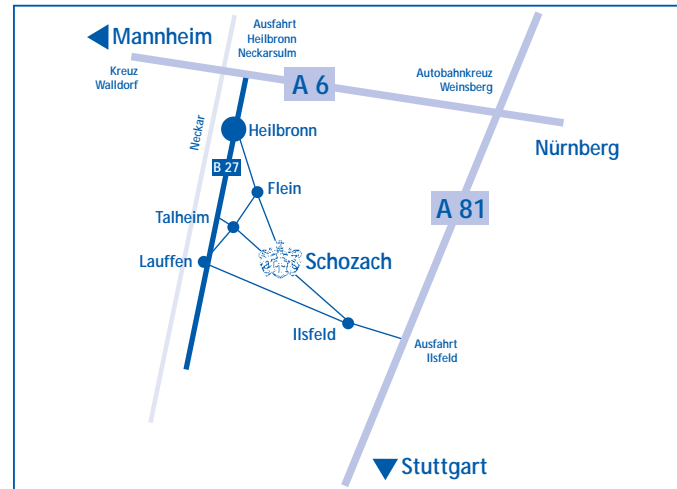 Mannheim
Ausfahrt
Heilbronn
Neckarsulm
Kreuz
Walldorf
A 6
Autobahnkreuz
Weinsberg
Neckar
Heilbronn
Nürnberg
B 27
Flein
A 81
Talheim
Lauffen
Schozach
Ilsfeld
Ausfahrt
Ilsfeld
Stuttgart